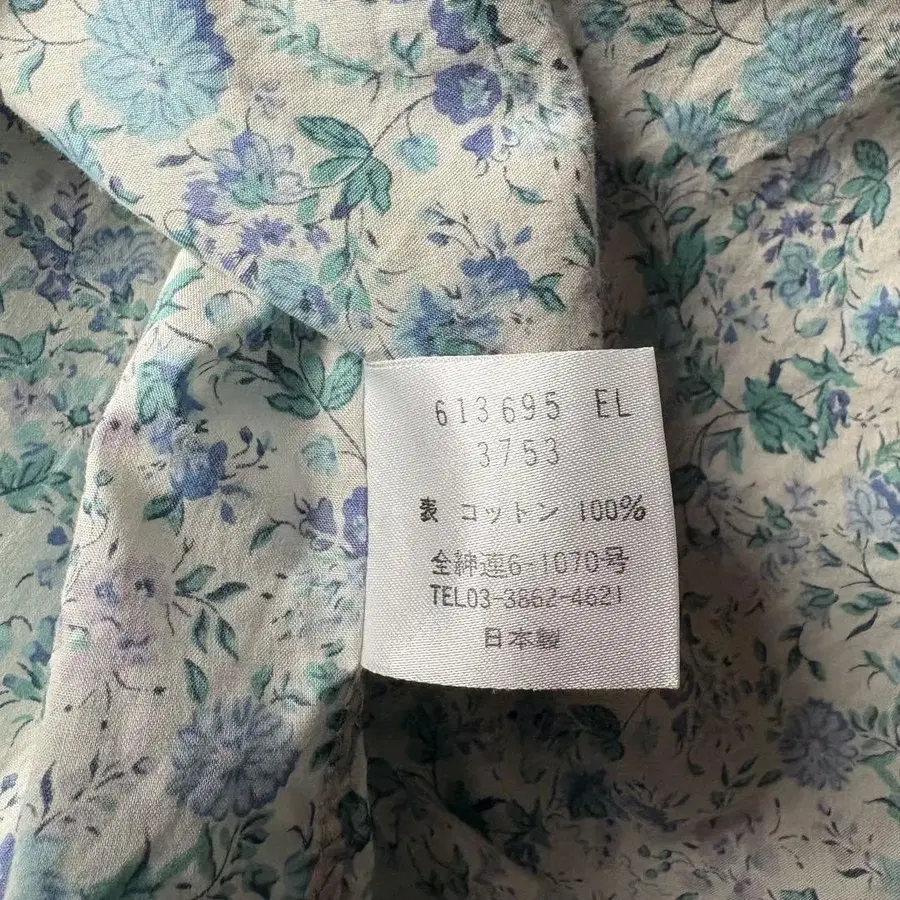 613695 EL
3753
表 コットン 100%
全紳連6-1070号
TEL03-3862-4621
日本製